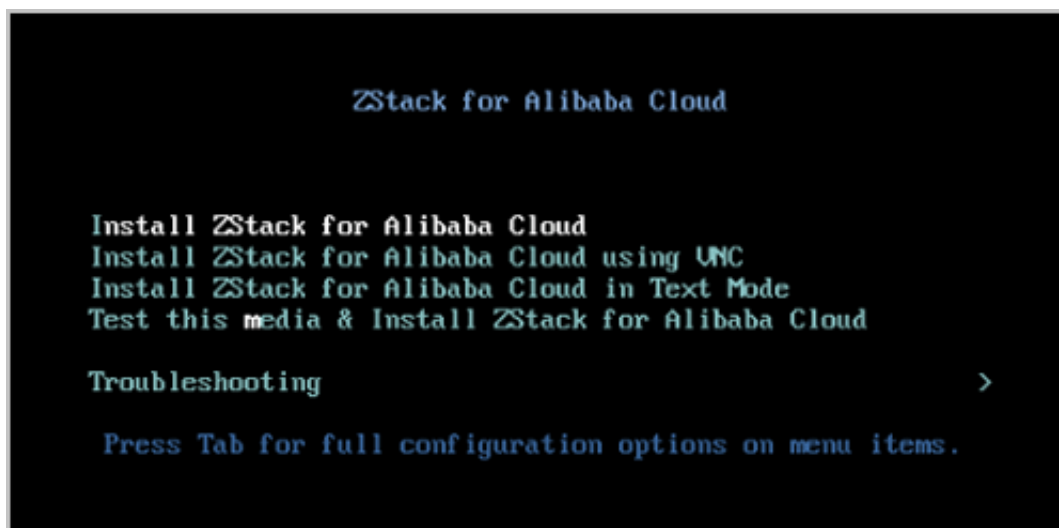 ZStack for Alibaba Cloud
Install ZStack for Alibaba Cloud
Install ZStack for Alibaba Cloud using VNC
Install ZStack for Alibaba Cloud in Text Mode
Test this media & Install ZStack for Alibaba Cloud
Troubleshooting >
Press Tab for full configuration options on menu items.